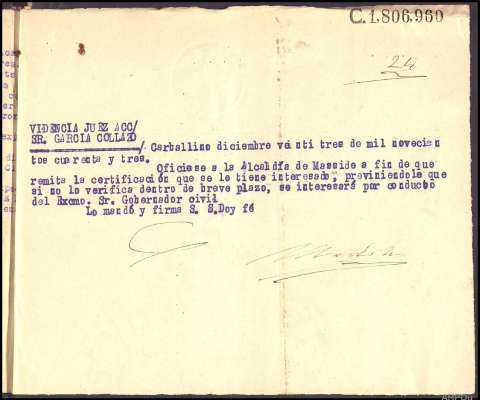 C.1.806.960
24
VIDENCIA JUEZ ACC/
SR. GARCIA COLLAZO
/. Carballino diciembre veinti tres de mil novecien
tos cuarenta y tres.
Oficiese a la Alcaldía de Maside a fin de que
remita la certificación que se le tiene interesado, previniendole que
si no lo verifica dentro de breve plazo, se interesará por conducto
del Excmo. Sr. Gobernador civil
Lo mandó y firma S. S.Doy fé